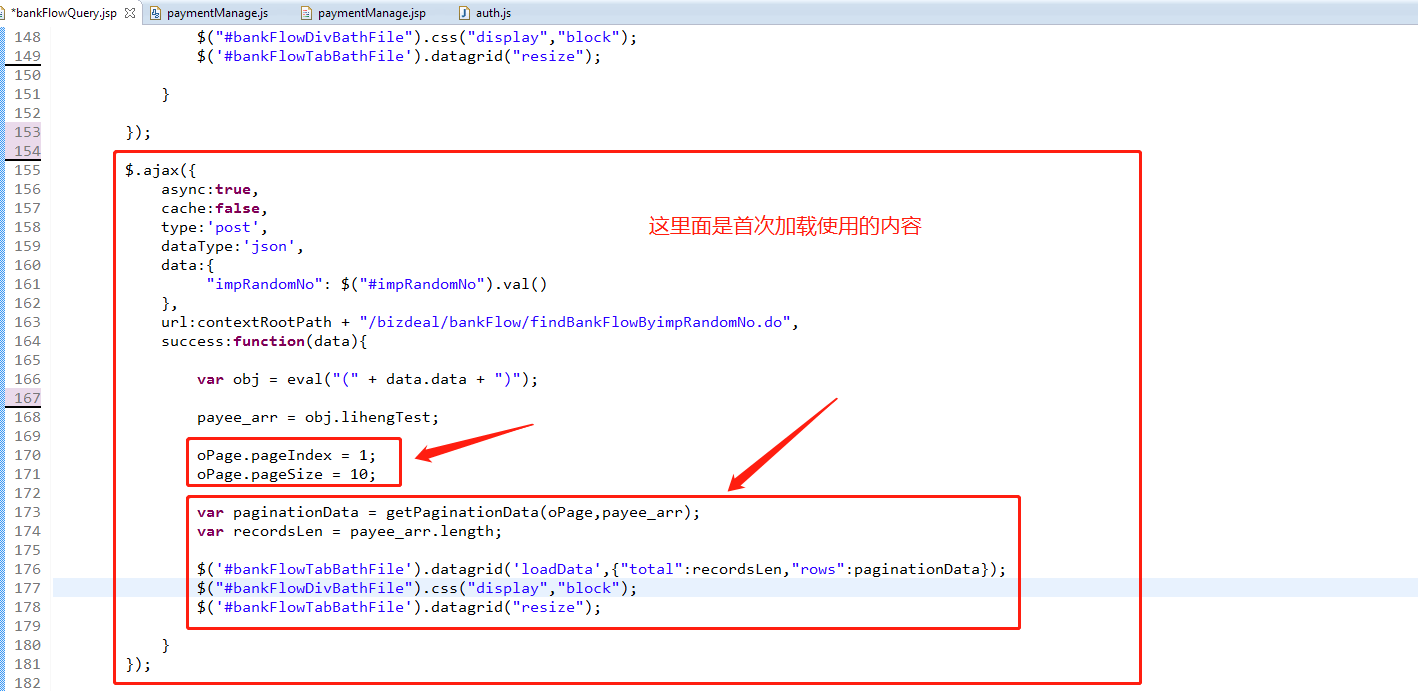 *bankFlowQuery.jsp paymentManage.js paymentManage.jsp auth.js
148 $("#bankFlowDivBathFile").css("display","block");
149 $('#bankFlowTabBathFile').datagrid("resize");
150
151 }
152
153 });
154
155 $.ajax({
156 async:true,
157 cache:false,
158 type:'post',
159 dataType:'json',
这里面是首次加载使用的内容
160 data:{
161 "impRandomNo": $("#impRandomNo").val()
162 },
163 url:contextRootPath + "/bizdeal/bankFlow/findBankFlowByimpRandomNo.do",
164 success:function(data){
165
166 var obj = eval("(" + data.data + ")");
167
168 payee_arr = obj.lihengTest;
169
170 oPage.pageIndex = 1;
171 oPage.pageSize = 10;
172
173 var paginationData = getPaginationData(oPage,payee_arr);
174 var recordsLen = payee_arr.length;
175
176 $('#bankFlowTabBathFile').datagrid('loadData',{"total":recordsLen,"rows":paginationData});
177 $("#bankFlowDivBathFile").css("display","block");
178 $('#bankFlowTabBathFile').datagrid("resize");
179
180 }
181 });
182